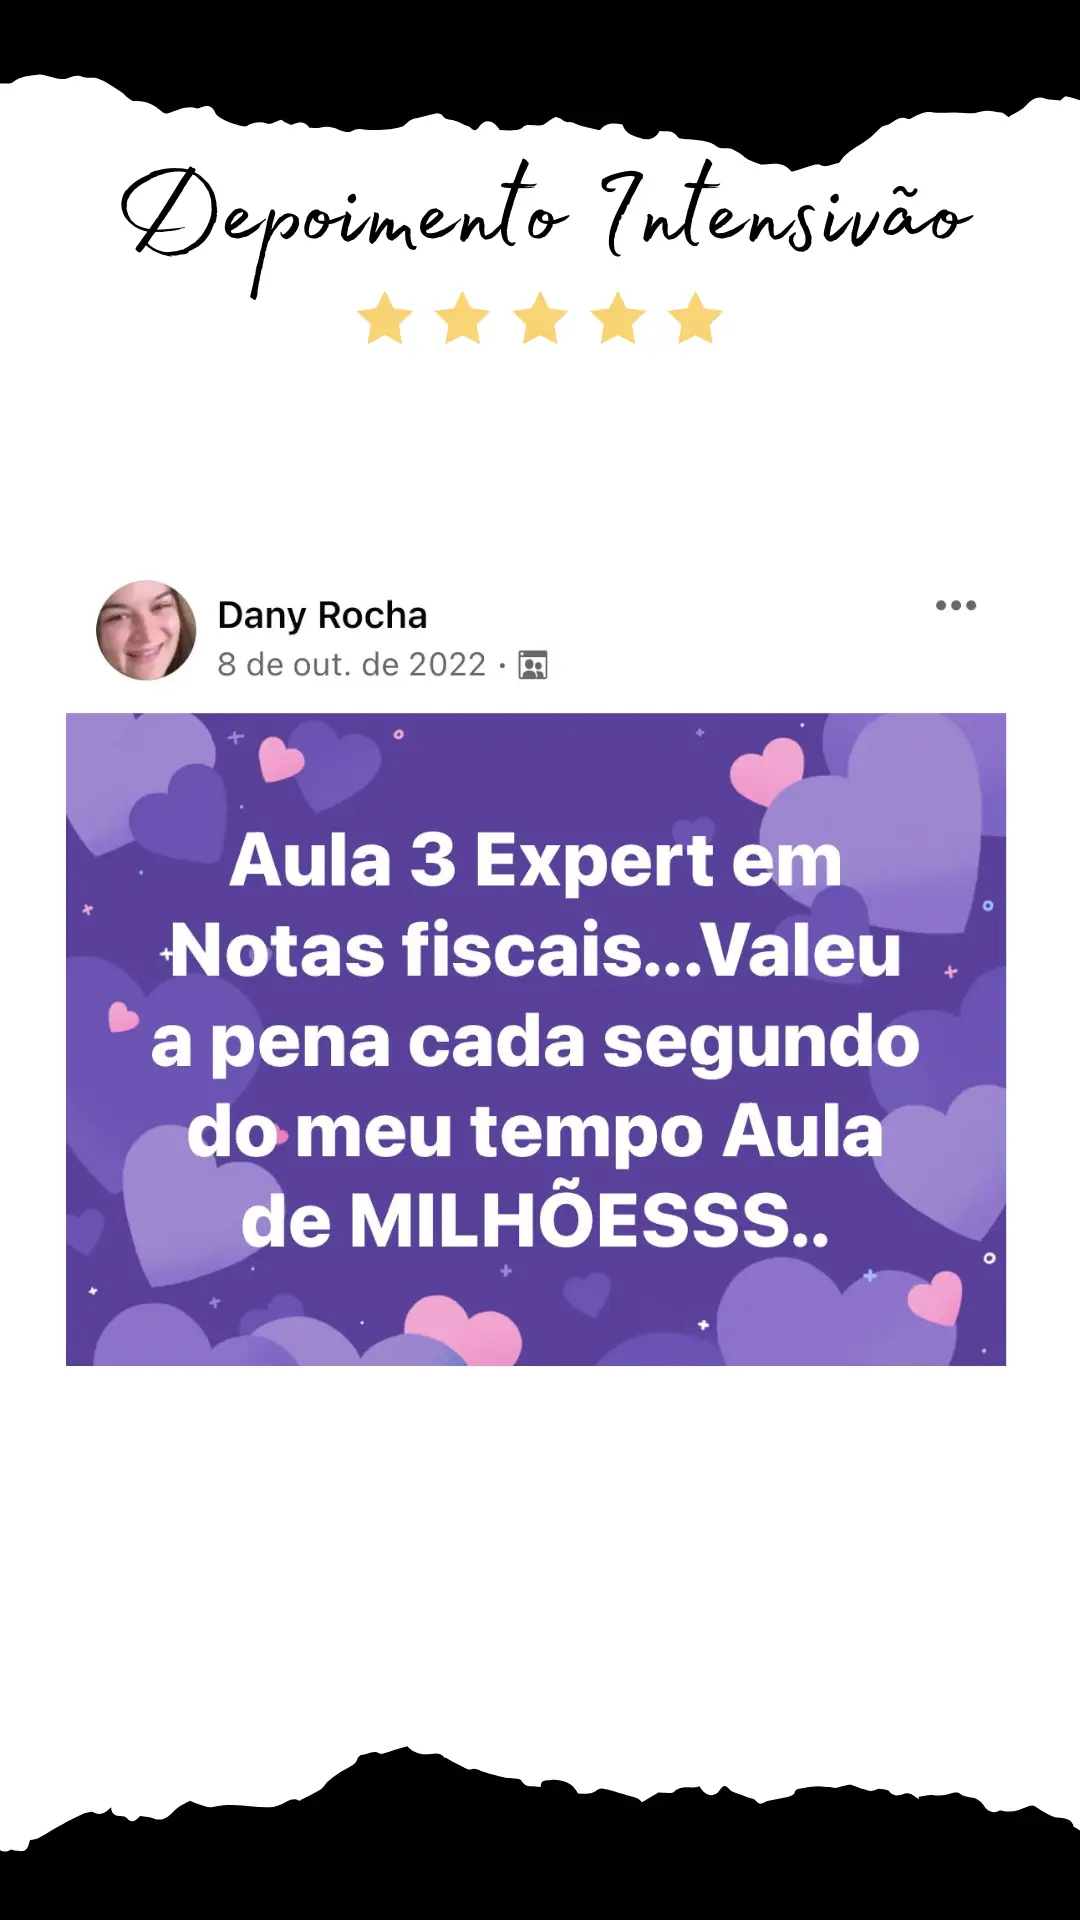 Depoimento Intensivão
Dany Rocha
8 de out. de 2022 ·
Aula 3 Expert em
Notas fiscais...Valeu
a pena cada segundo
do meu tempo Aula
de MILHÕESSS..